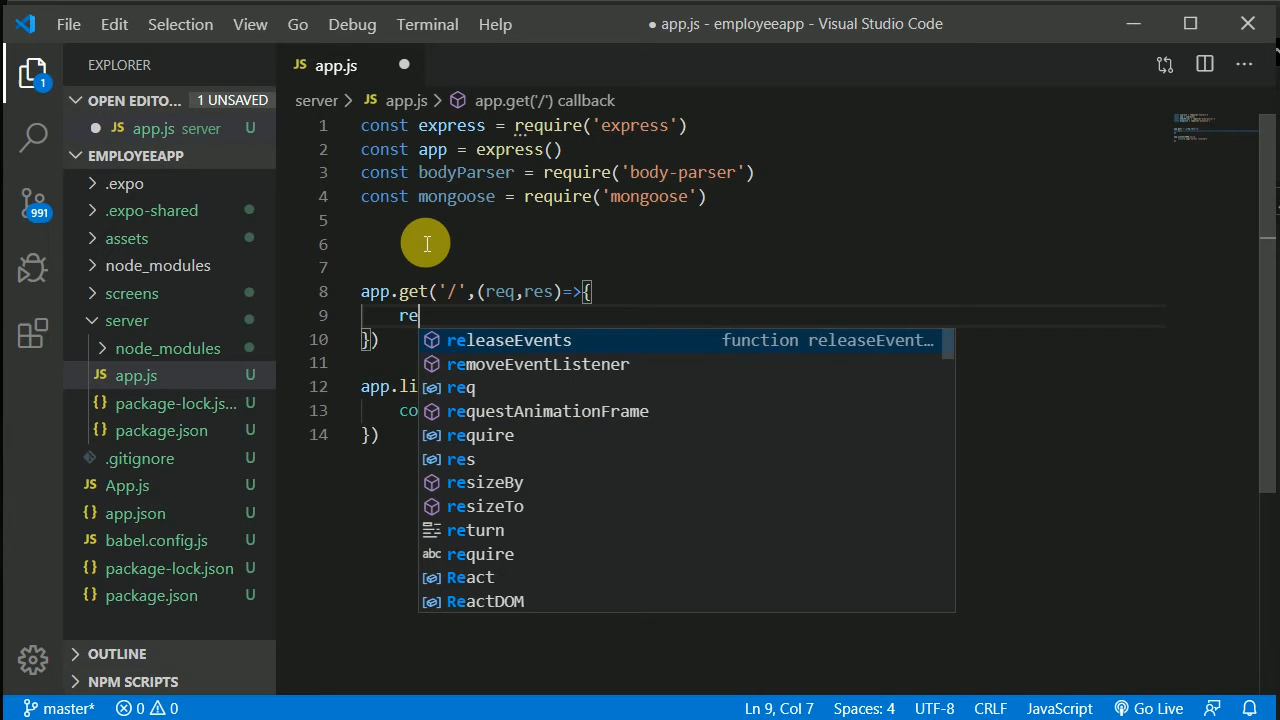 File Edit Selection View Go Debug Terminal Help ● app.js - employeeapp - Visual Studio Code
EXPLORER
JS app.js
OPEN EDITO... 1 UNSAVED
JS app.js server U
EMPLOYEEAPP
.expo
.expo-shared
assets
node_modules
screens
server
node_modules
JS app.js U
{} package-lock.js... U
{} package.json U
.gitignore U
JS App.js U
{} app.json U
JS babel.config.js U
{} package-lock.json U
{} package.json U
OUTLINE
NPM SCRIPTS
1
991
server > JS app.js > app.get('/') callback
1 const express = require('express')
2 const app = express()
3 const bodyParser = require('body-parser')
4 const mongoose = require('mongoose')
5
6
7
8 app.get('/',(req,res)=>{
9 re
10 })
11
12 app.li
13 co
14 })
releaseEvents function releaseEvent...
removeEventListener
req
requestAnimationFrame
require
res
resizeBy
resizeTo
return
abc require
React
ReactDOM
master* 0 0 Ln 9, Col 7 Spaces: 4 UTF-8 CRLF JavaScript Go Live